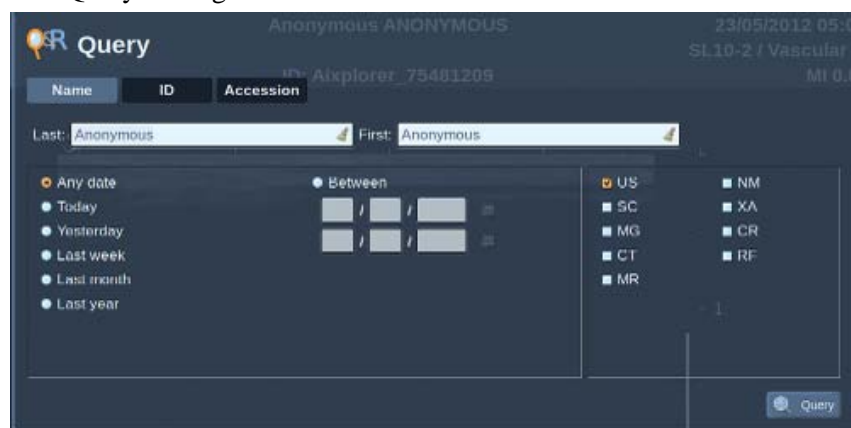 Query
Anonymous ANONYMOUS
23/05/2012 05:
SL10-2 / Vascular
ID: Aixplorer_75481209
MI 0.
Name ID Accession
Last: Anonymous First: Anonymous
Any date Between US NM
Today / / SC XA
Yesterday / / MG CR
Last week CT RF
Last month MR
Last year
- 1
Query